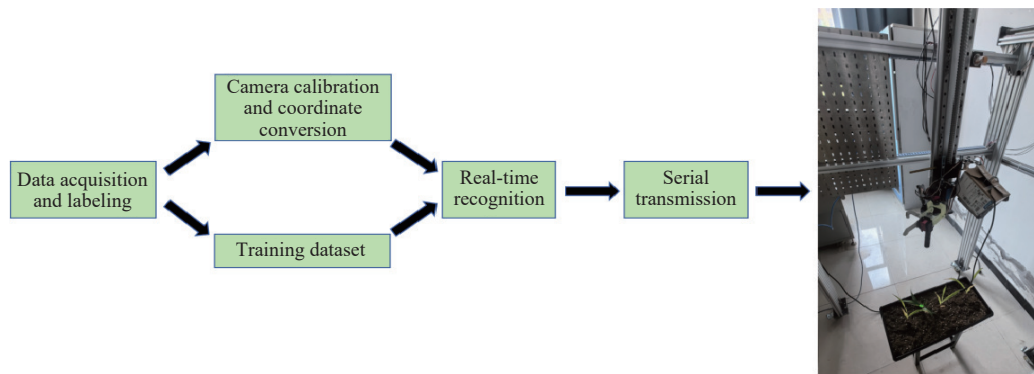 Data acquisition
and labeling
Camera calibration
and coordinate
conversion
Training dataset
Real-time
recognition
Serial
transmission